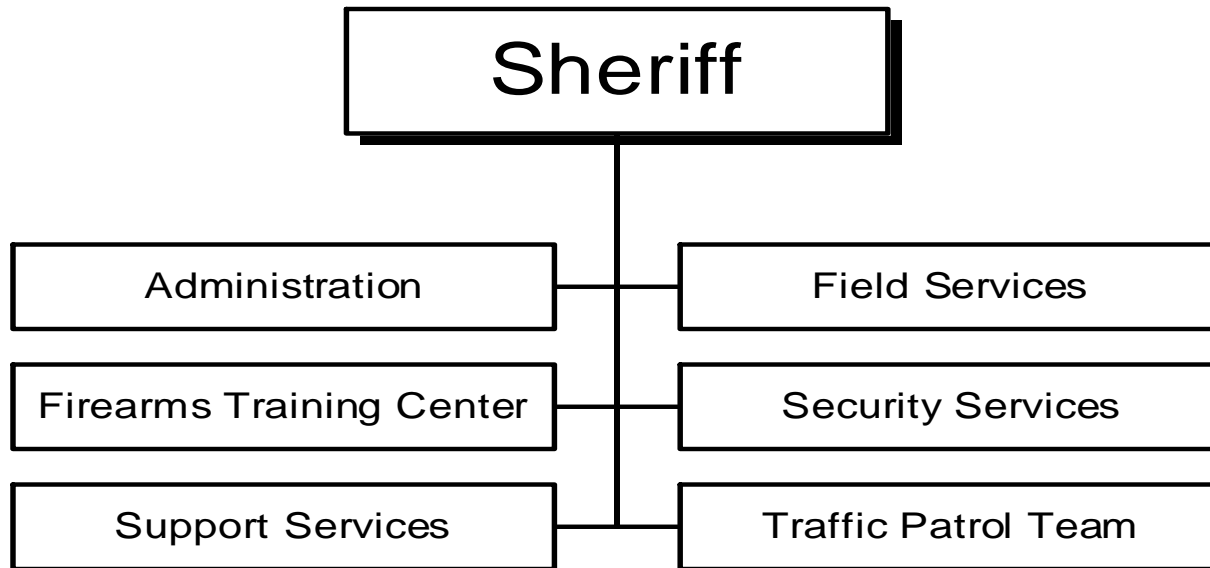 Sheriff
Administration
Field Services
Firearms Training Center
Security Services
Support Services
Traffic Patrol Team